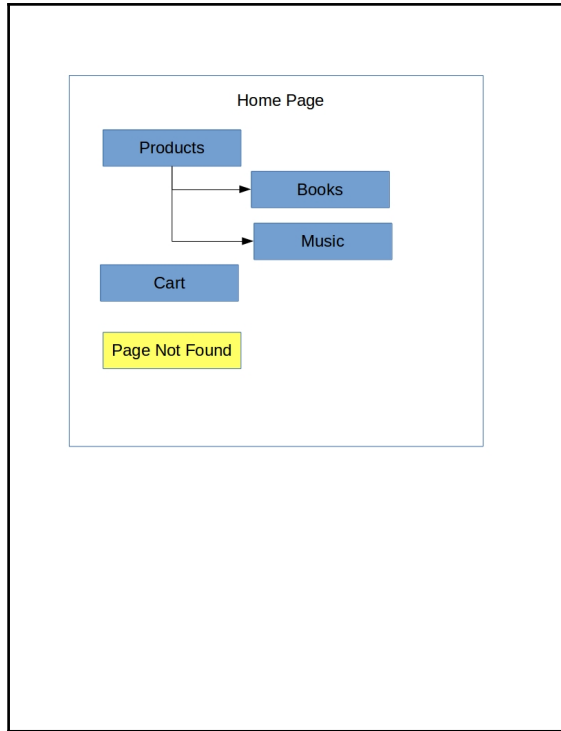 Home Page
Products
Books
Music
Cart
Page Not Found